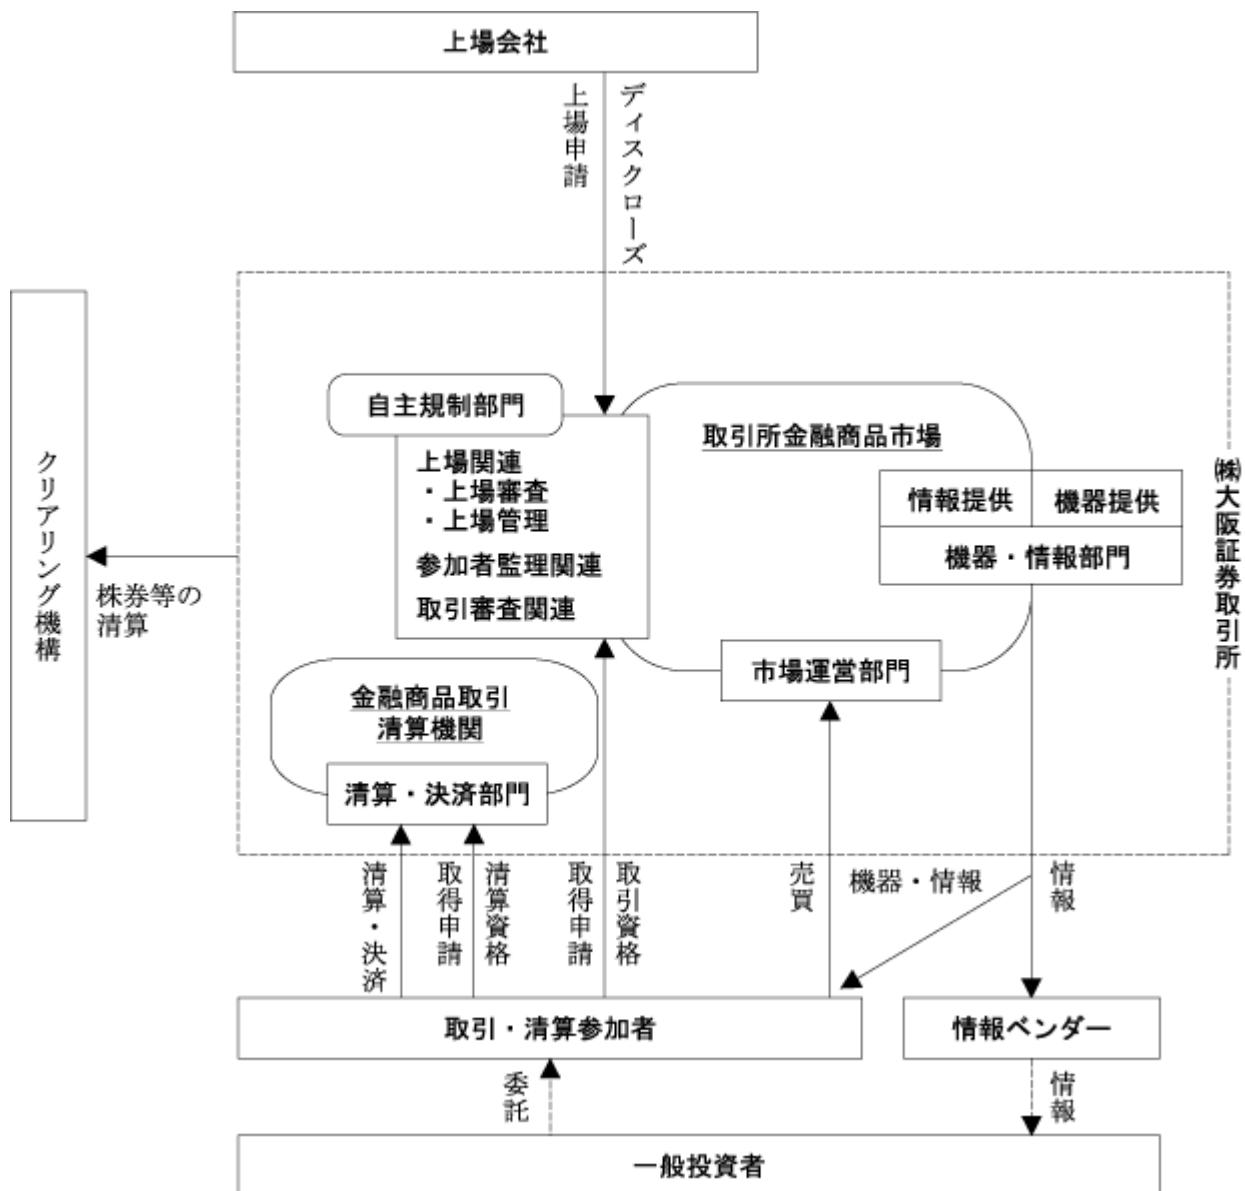 上場会社
上場申請
ディスクローズ
自主規制部門
上場関連
・上場審査
・上場管理
参加者監理関連
取引審査関連
取引所金融商品市場
情報提供
機器提供
機器・情報部門
市場運営部門
㈱大阪証券取引所
クリアリング機構
株券等の
清算
金融商品取引
清算機関
清算・決済部門
清算・決済
清算資格
取得申請
取引資格
取得申請
売買
機器・情報
情報
取引・清算参加者
情報ベンダー
委託
情報
一般投資者